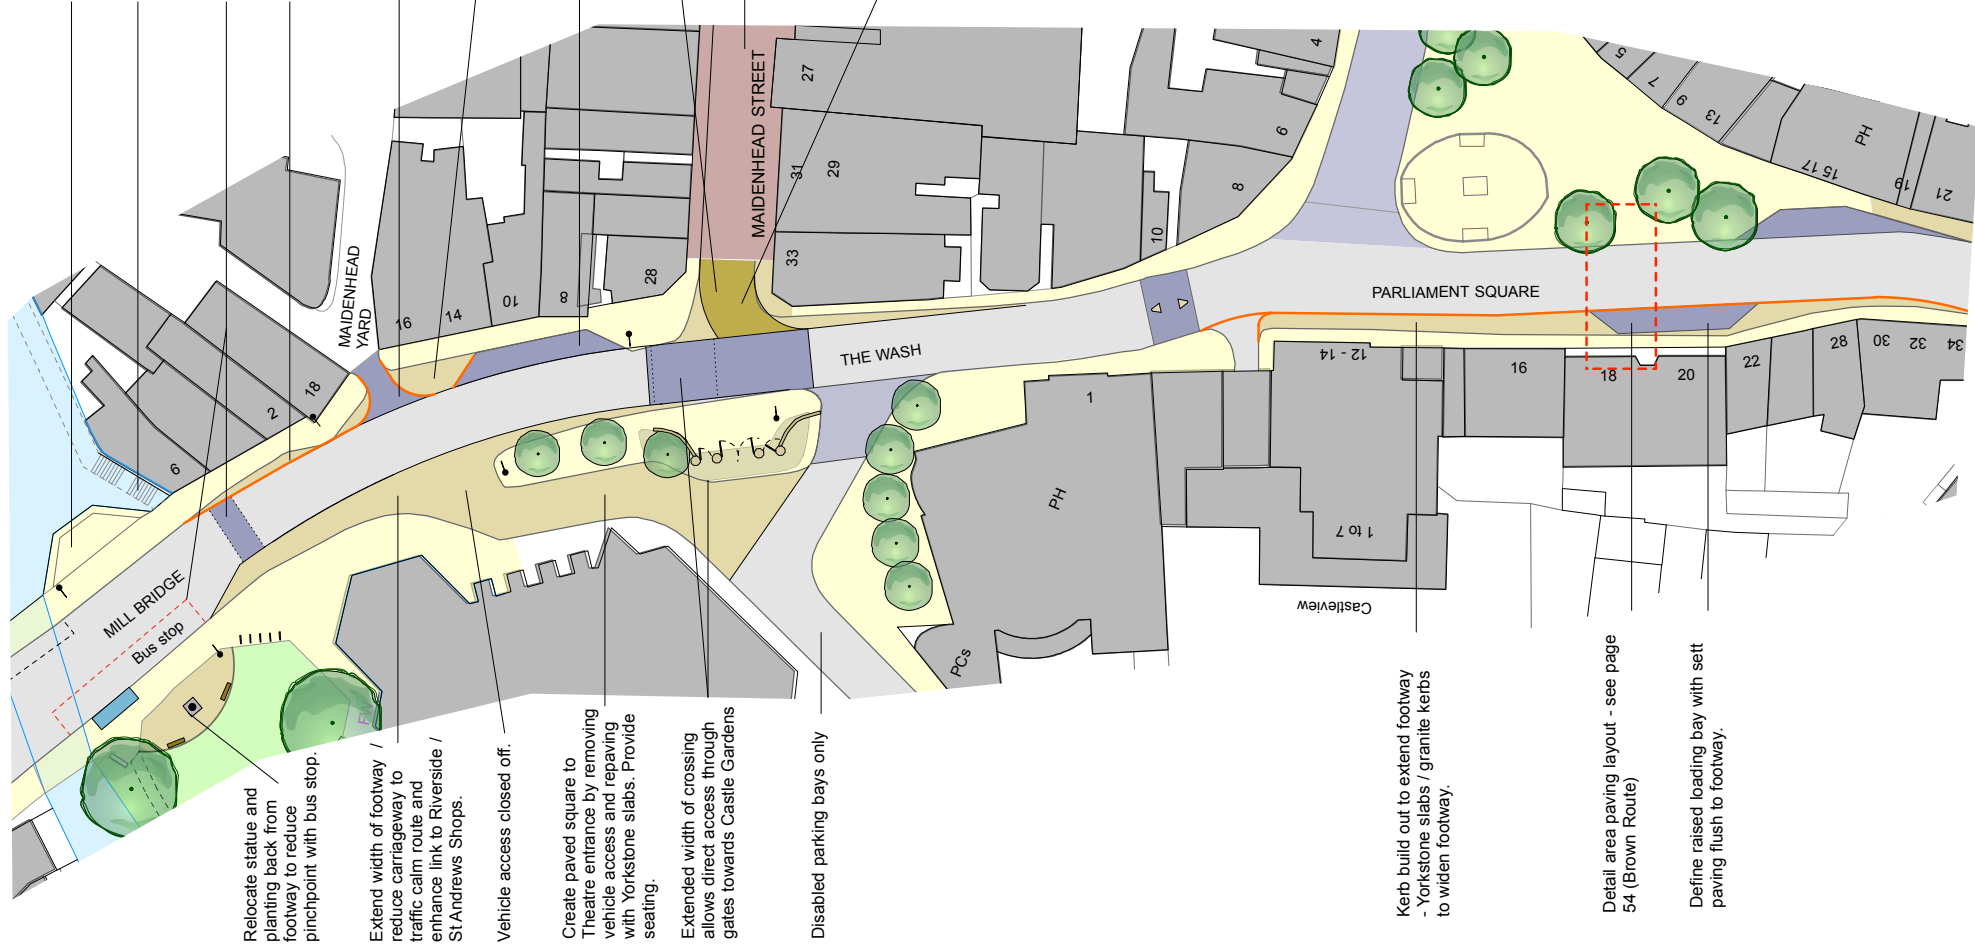 MAIDENHEAD STREET
27
31
29
33
28
8
10
14
16
MAIDENHEAD
YARD
18
2
6
MILL BRIDGE
Bus stop
THE WASH
PARLIAMENT SQUARE
4
6
8
10
5
7
9
13
15 17
PH
19
21
1
PH
PCs
12 - 14
1 to 7
Castleview
16
18
20
22
28
30
32
34
FW
Relocate statue and
planting back from
footway to reduce
pinchpoint with bus stop.
Extend width of footway /
reduce carriageway to
traffic calm route and
enhance link to Riverside /
St Andrews Shops.
Vehicle access closed off.
Create paved square to
Theatre entrance by removing
vehicle access and repaving
with Yorkstone slabs. Provide
seating.
Extended width of crossing
allows direct access through
gates towards Castle Gardens
Disabled parking bays only
Kerb build out to extend footway
- Yorkstone slabs / granite kerbs
to widen footway.
Detail area paving layout - see page
54 (Brown Route)
Define raised loading bay with sett
paving flush to footway.